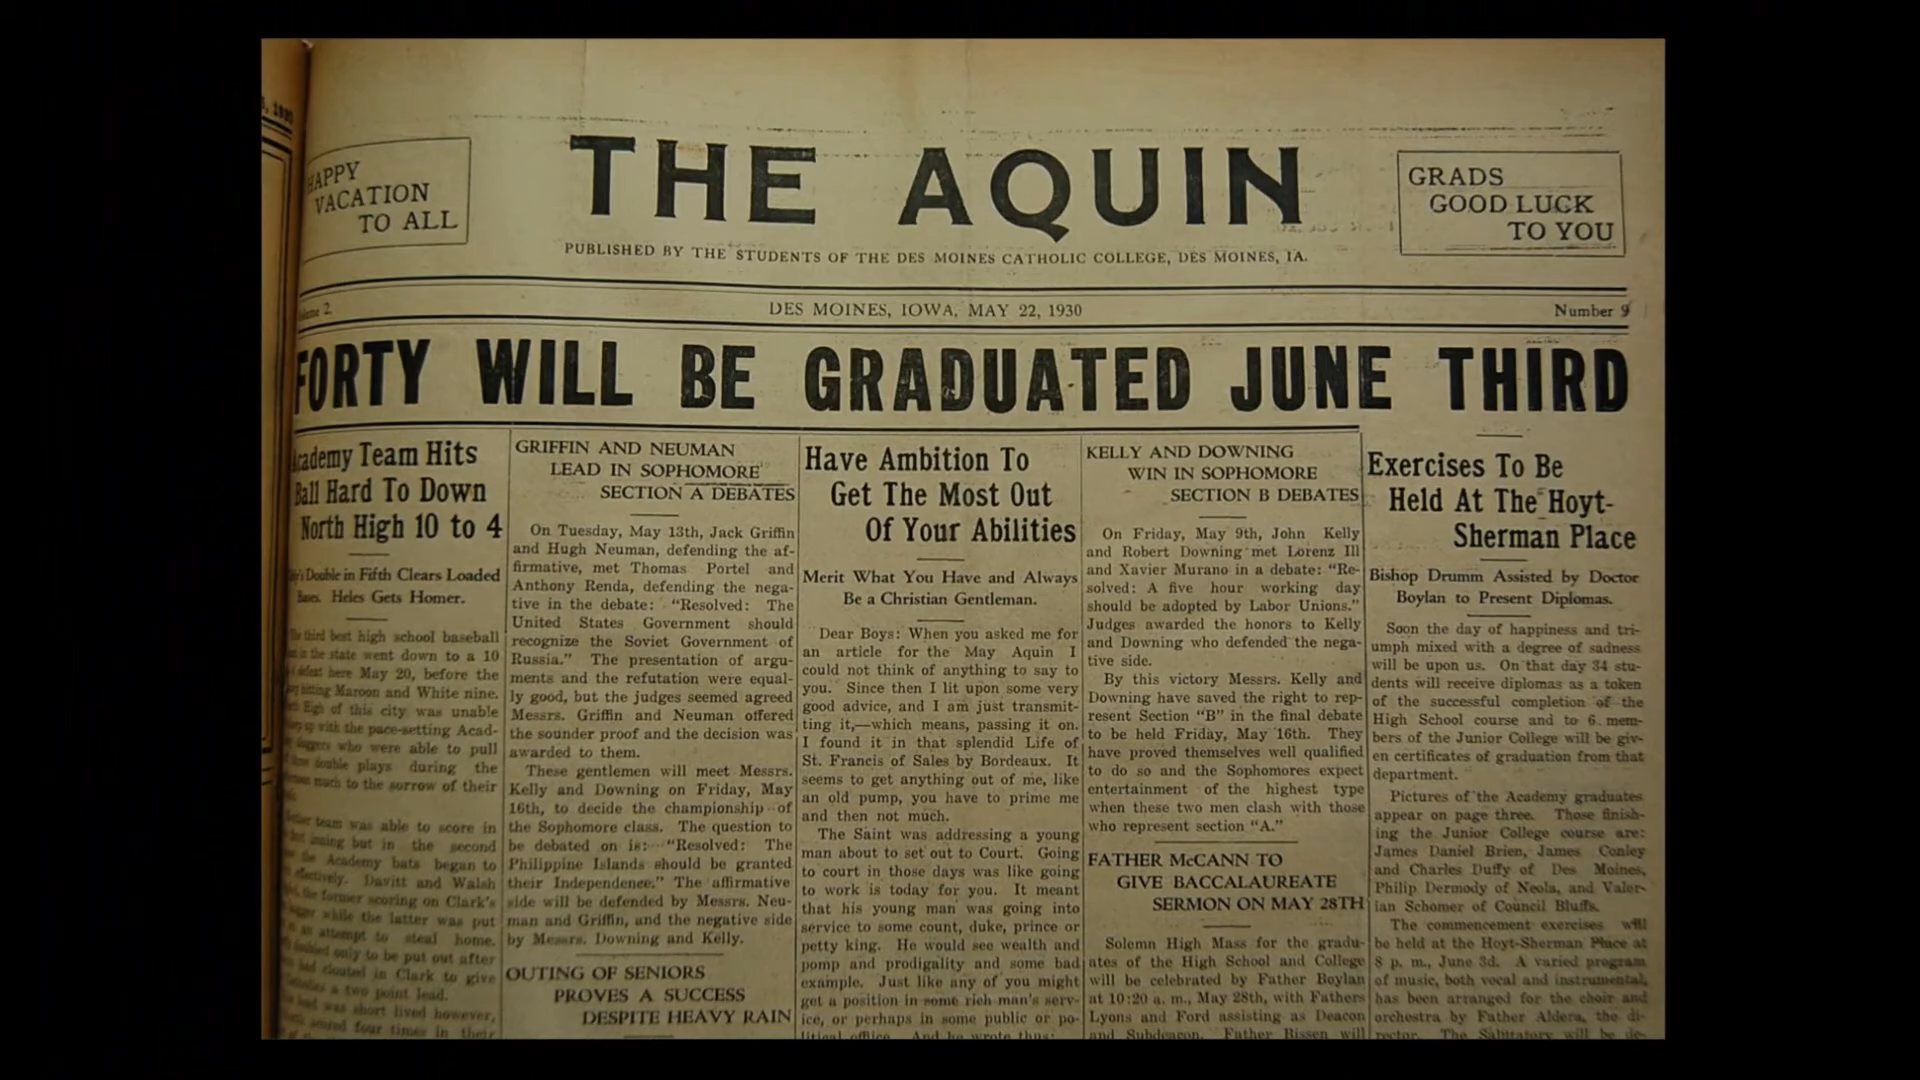 HAPPY
VACATION
TO ALL
THE AQUIN
GRADS
GOOD LUCK
TO YOU
PUBLISHED BY THE STUDENTS OF THE DES MOINES CATHOLIC COLLEGE, DES MOINES, IA.
2.
DES MOINES, IOWA, MAY 22, 1930
Number 9
FORTY WILL BE GRADUATED JUNE THIRD
Academy Team Hits
Ball Hard To Down
North High 10 to 4
Double in Fifth Clears Loaded
Bases. Heles Gets Homer.
The third best high school baseball
in the state went down to a 10
defeat here May 20, before the
hitting Maroon and White nine.
High of this city was unable
up with the pace-setting Acad-
who were able to pull
double plays during the
much to the sorrow of their
team was able to score in
inning but in the second
the Academy bats began to
effectively. Davitt and Walsh
the former scoring on Clark's
while the latter was put
an attempt to steal home.
only to be put out after
had clouted in Clark to give
a two point lead.
was short lived however,
scored four times in their
GRIFFIN AND NEUMAN
LEAD IN SOPHOMORE
SECTION A DEBATES
On Tuesday, May 13th, Jack Griffin
and Hugh Neuman, defending the af-
firmative, met Thomas Portel and
Anthony Renda, defending the nega-
tive in the debate: "Resolved: The
United States Government should
recognize the Soviet Government of
Russia." The presentation of argu-
ments and the refutation were equal-
ly good, but the judges seemed agreed
Messrs. Griffin and Neuman offered
the sounder proof and the decision was
awarded to them.
These gentlemen will meet Messrs.
Kelly and Downing on Friday, May
16th, to decide the championship of
the Sophomore class. The question to
be debated on is: "Resolved: The
Philippine Islands should be granted
their Independence." The affirmative
side will be defended by Messrs. Neu-
man and Griffin, and the negative side
by Messrs. Downing and Kelly.
OUTING OF SENIORS
PROVES A SUCCESS
DESPITE HEAVY RAIN
Have Ambition To
Get The Most Out
Of Your Abilities
Merit What You Have and Always
Be a Christian Gentleman.
Dear Boys: When you asked me for
an article for the May Aquin I
could not think of anything to say to
you. Since then I lit upon some very
good advice, and I am just transmit-
ting it,—which means, passing it on.
I found it in that splendid Life of
St. Francis of Sales by Bordeaux. It
seems to get anything out of me, like
an old pump, you have to prime me
and then not much.
The Saint was addressing a young
man about to set out to Court. Going
to court in those days was like going
to work is today for you. It meant
that his young man was going into
service to some count, duke, prince or
petty king. He would see wealth and
pomp and prodigality and some bad
example. Just like any of you might
get a position in some rich man's serv-
ice, or perhaps in some public or po-
litical office. And he wrote thus:
KELLY AND DOWNING
WIN IN SOPHOMORE
SECTION B DEBATES
On Friday, May 9th, John Kelly
and Robert Downing met Lorenz Ill
and Xavier Murano in a debate: "Re-
solved: A five hour working day
should be adopted by Labor Unions."
Judges awarded the honors to Kelly
and Downing who defended the nega-
tive side.
By this victory Messrs. Kelly and
Downing have saved the right to rep-
resent Section "B" in the final debate
to be held Friday, May 16th. They
have proved themselves well qualified
to do so and the Sophomores expect
entertainment of the highest type
when these two men clash with those
who represent section "A."
FATHER McCANN TO
GIVE BACCALAUREATE
SERMON ON MAY 28TH
Solemn High Mass for the gradu-
ates of the High School and College
will be celebrated by Father Boylan
at 10:20 a. m., May 28th, with Fathers
Lyons and Ford assisting as Deacon
and Subdeacon. Father Rissen will
Exercises To Be
Held At The Hoyt-
Sherman Place
Bishop Drumm Assisted by Doctor
Boylan to Present Diplomas.
Soon the day of happiness and tri-
umph mixed with a degree of sadness
will be upon us. On that day 34 stu-
dents will receive diplomas as a token
of the successful completion of the
High School course and to 6 mem-
bers of the Junior College will be giv-
en certificates of graduation from that
department.
Pictures of the Academy graduates
appear on page three. Those finish-
ing the Junior College course are:
James Daniel Brien, James Conley
and Charles Duffy of Des Moines,
Philip Dermody of Neola, and Valer-
ian Schomer of Council Bluffs.
The commencement exercises will
be held at the Hoyt-Sherman Place at
8 p. m., June 3d. A varied program
of music, both vocal and instrumental,
has been arranged for the choir and
orchestra by Father Aldera, the di-
rector. The Salutatory will be de-